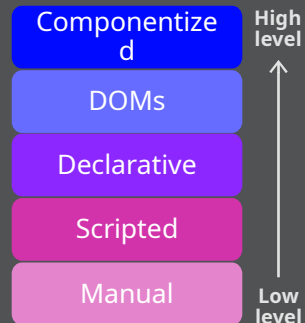 Componentize
d
High
level
DOMs
Declarative
Scripted
Manual
Low
level